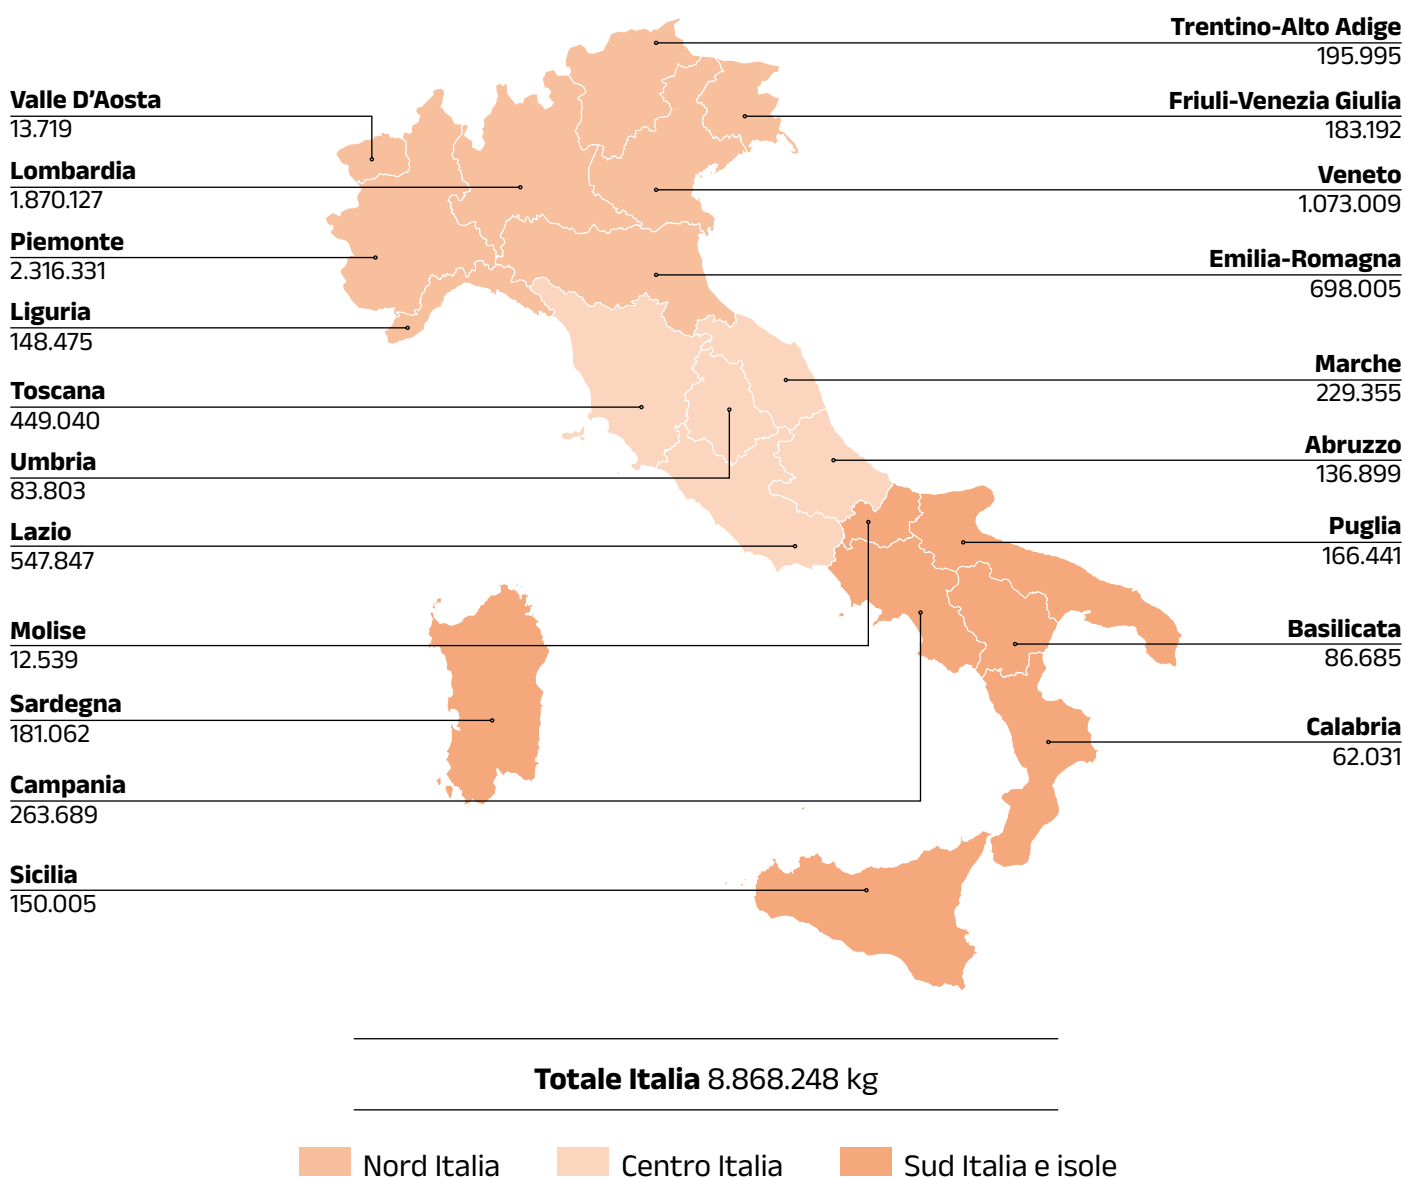 Trentino-Alto Adige
195.995
Valle D’Aosta
13.719
Friuli-Venezia Giulia
183.192
Lombardia
1.870.127
Veneto
1.073.009
Piemonte
2.316.331
Emilia-Romagna
698.005
Liguria
148.475
Marche
229.355
Toscana
449.040
Abruzzo
136.899
Umbria
83.803
Lazio
547.847
Puglia
166.441
Molise
12.539
Basilicata
86.685
Sardegna
181.062
Calabria
62.031
Campania
263.689
Sicilia
150.005
Totale Italia 8.868.248 kg
Nord Italia
Centro Italia
Sud Italia e isole